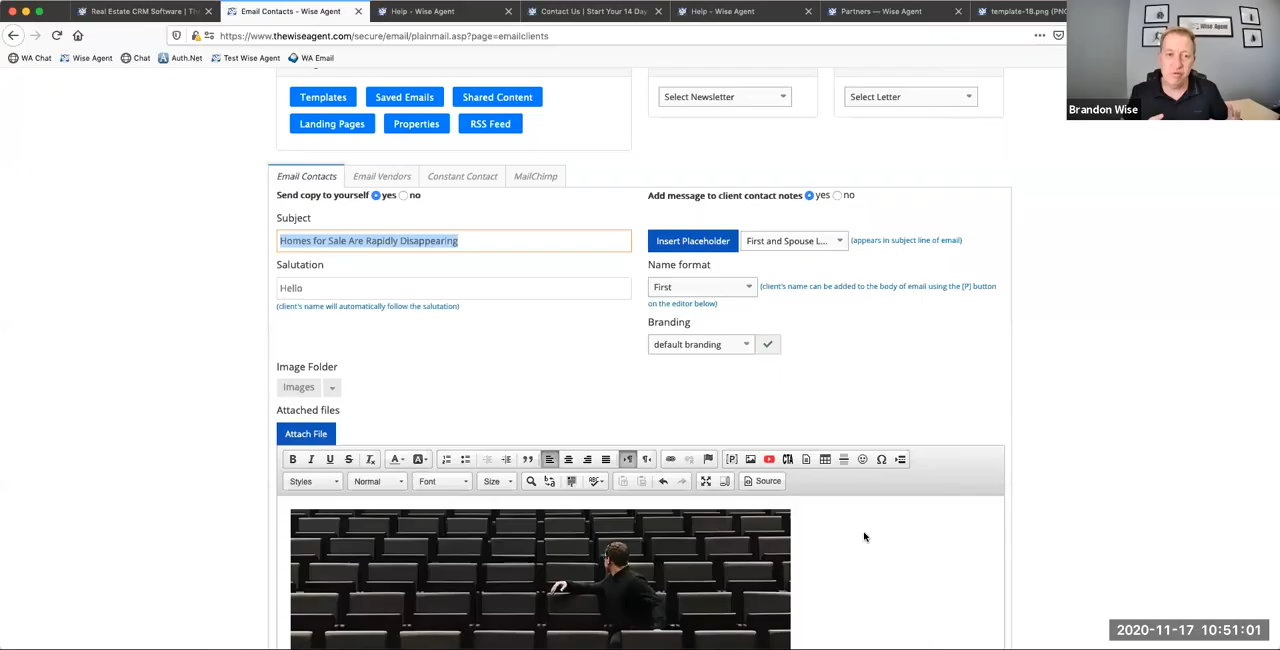 Real Estate CRM Software | The
Email Contacts - Wise Agent
Help - Wise Agent
Contact Us | Start Your 14 Day
Help - Wise Agent
Partners — Wise Agent
template-18.png (PNG
https://www.thewiseagent.com/secure/email/plainmail.asp?page=emailclients
WA Chat
Wise Agent
Chat
Auth.Net
Test Wise Agent
WA Email
Wise Agent
Brandon Wise
Templates
Saved Emails
Shared Content
Select Newsletter
Select Letter
Landing Pages
Properties
RSS Feed
Email Contacts
Email Vendors
Constant Contact
MailChimp
Send copy to yourself yes no
Add message to client contact notes yes no
Subject
Homes for Sale Are Rapidly Disappearing
Insert Placeholder
First and Spouse L...
(appears in subject line of email)
Salutation
Name format
Hello
First
(client's name can be added to the body of email using the [P] button
on the editor below)
(client's name will automatically follow the salutation)
Branding
default branding
Image Folder
Images
Attached files
Attach File
B I U S Tx A A [P] CTA Ω
Styles
Normal
Font
Size
Source
2020-11-17 10:51:01